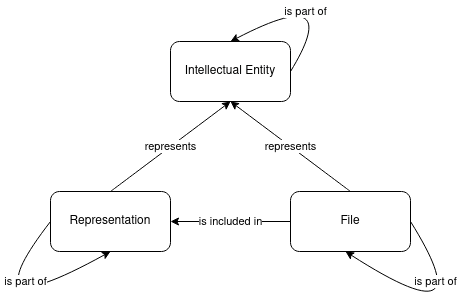 is part of
Intellectual Entity
represents
represents
Representation
is included in
File
is part of
is part of